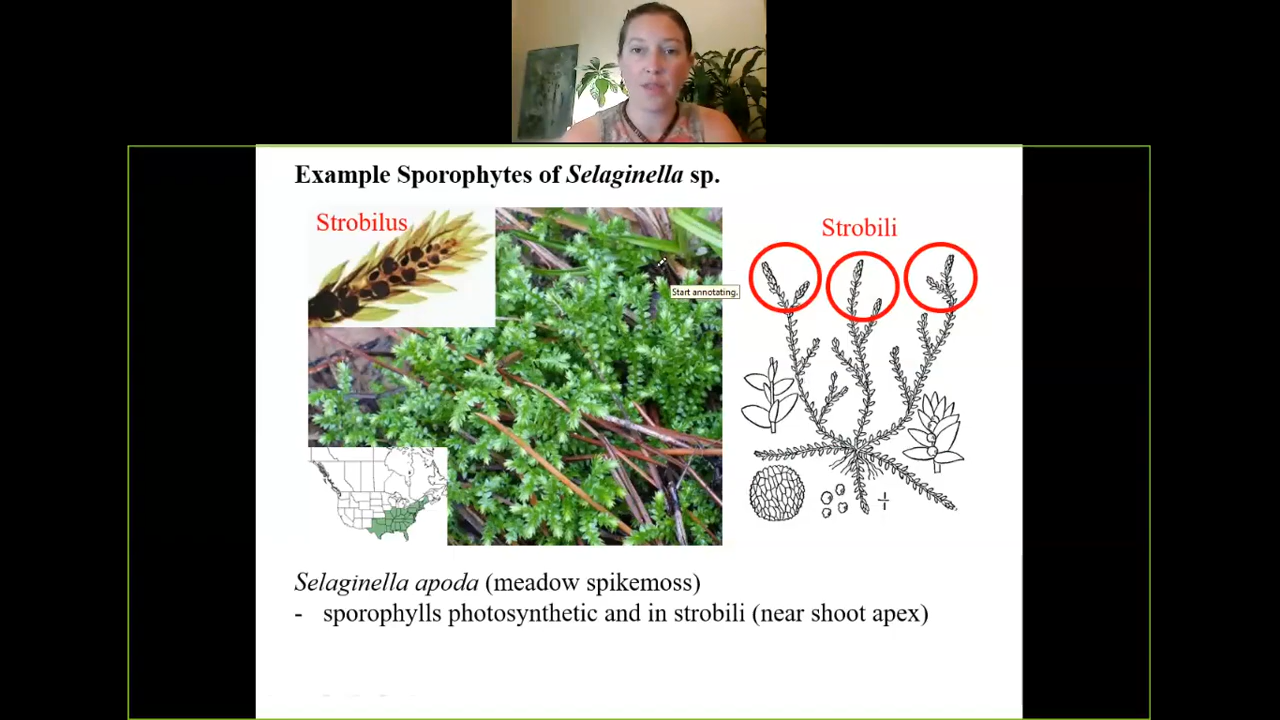 Example Sporophytes of Selaginella sp.
Strobilus
Strobili
Start annotating.
Selaginella apoda (meadow spikemoss)
- sporophylls photosynthetic and in strobili (near shoot apex)